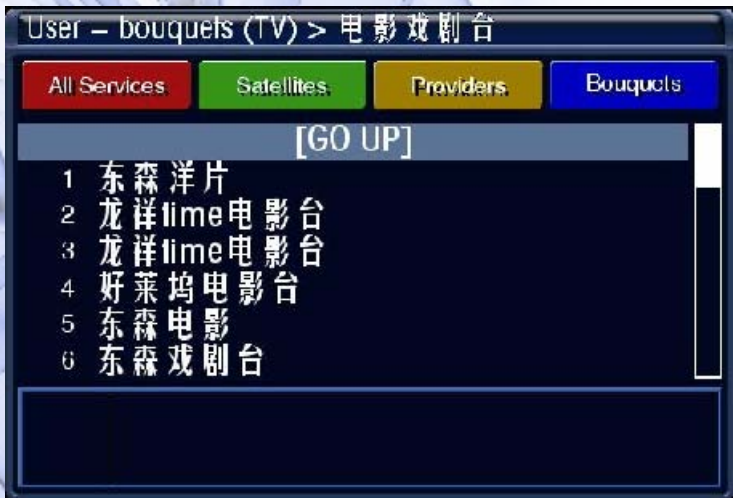 User – bouquets (TV) > 电影戏剧台
All Services Satellites Providers Bouquets
[GO UP]
1 东森洋片
2 龙祥time电影台
3 龙祥time电影台
4 好莱坞电影台
5 东森电影
6 东森戏剧台